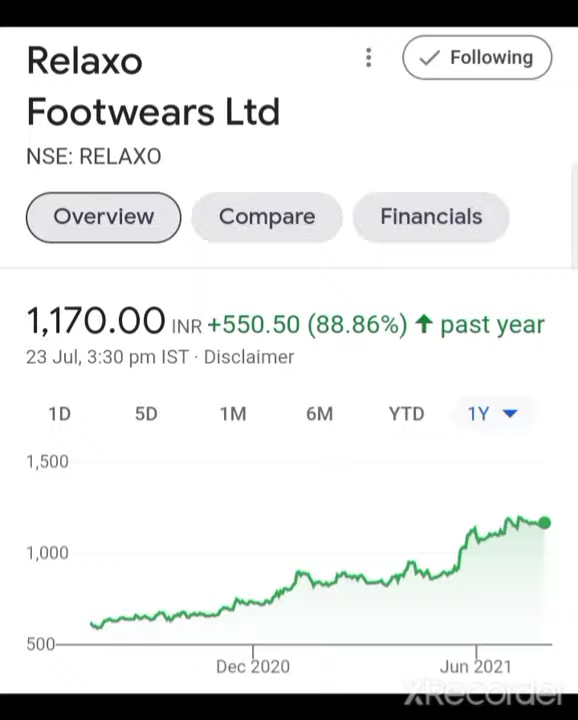 Relaxo
Footwears Ltd
Following
NSE: RELAXO
Overview Compare Financials
1,170.00 INR +550.50 (88.86%) ↑ past year
23 Jul, 3:30 pm IST · Disclaimer
1D 5D 1M 6M YTD 1Y
1,500
1,000
500
Dec 2020 Jun 2021
XRecorder